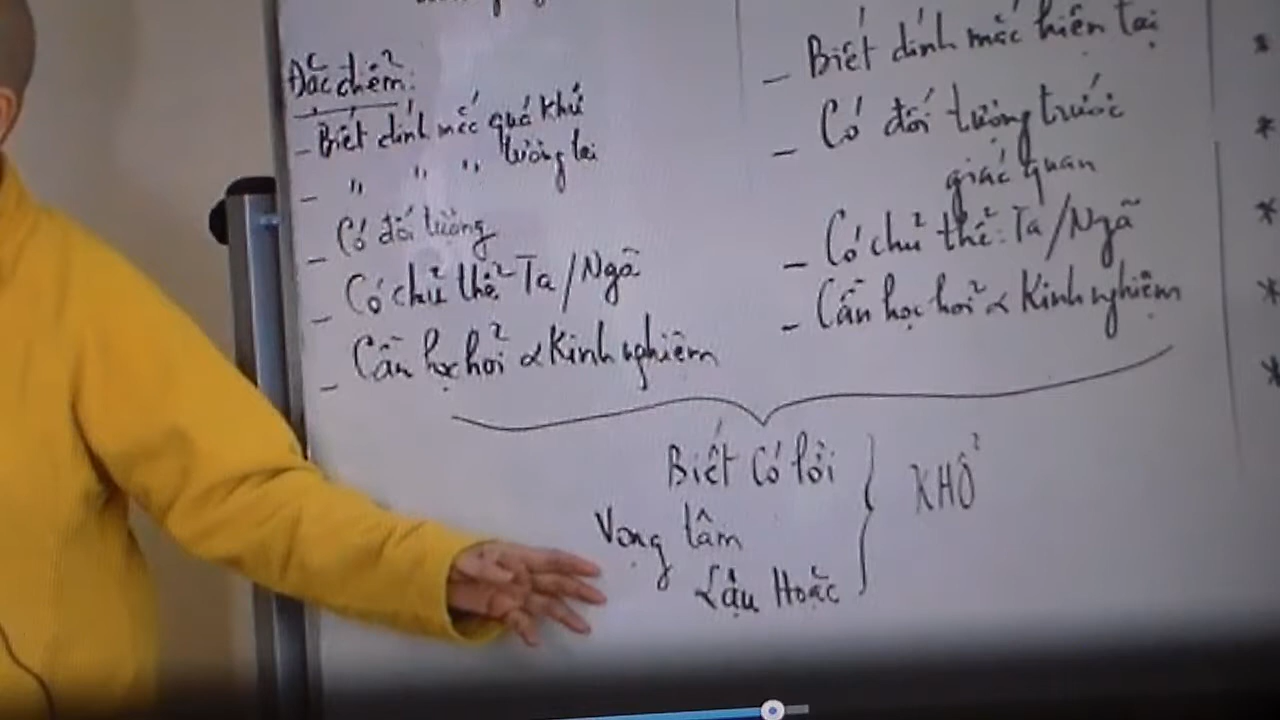 Đặc điểm:
- Biết dính mắc quá khứ
- " " " tương lai
- Có đối tượng
- Có chủ thể Ta/Ngã
- Cần học hỏi & Kinh nghiệm
- Biết dính mắc hiện tại
- Có đối tượng trước
giác quan
- Có chủ thể: Ta/Ngã
- Cần học hỏi & Kinh nghiệm
Biết Có lời
Vọng tâm
Lậu Hoặc
KHỔ
*
*
*
*
*